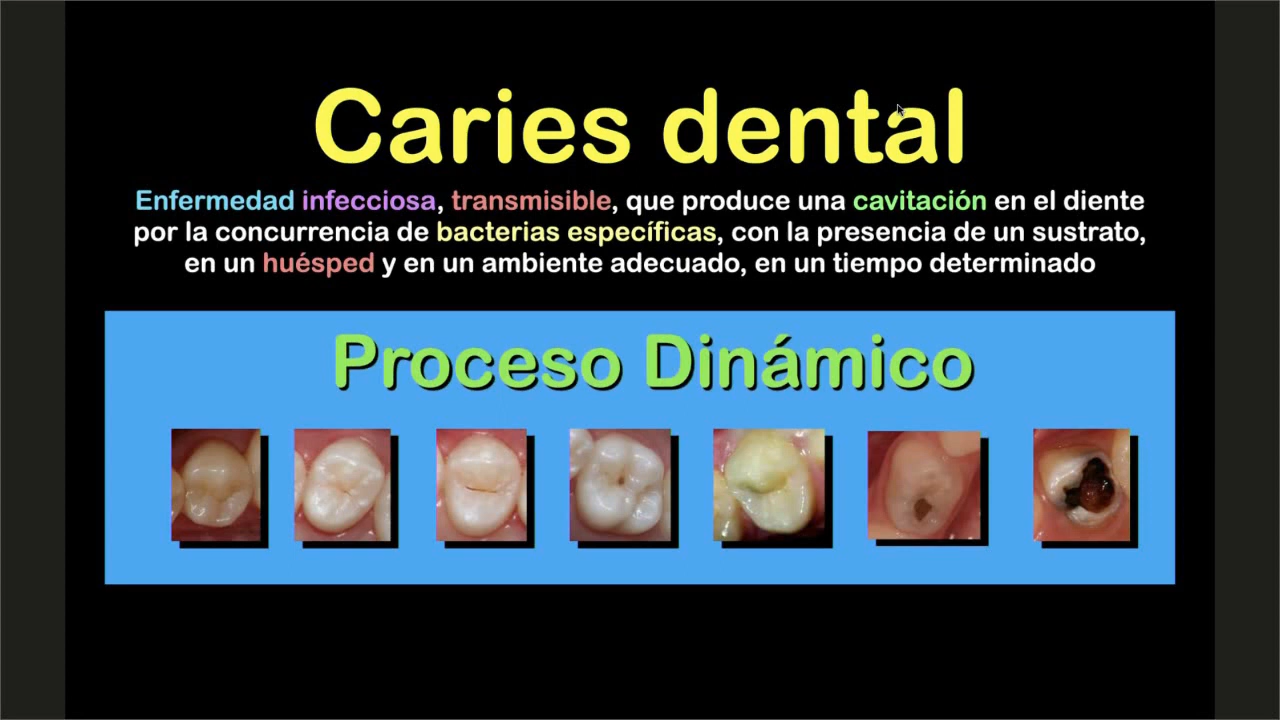 Caries dental
Enfermedad infecciosa, transmisible, que produce una cavitación en el diente
por la concurrencia de bacterias específicas, con la presencia de un sustrato,
en un huésped y en un ambiente adecuado, en un tiempo determinado
Proceso Dinámico